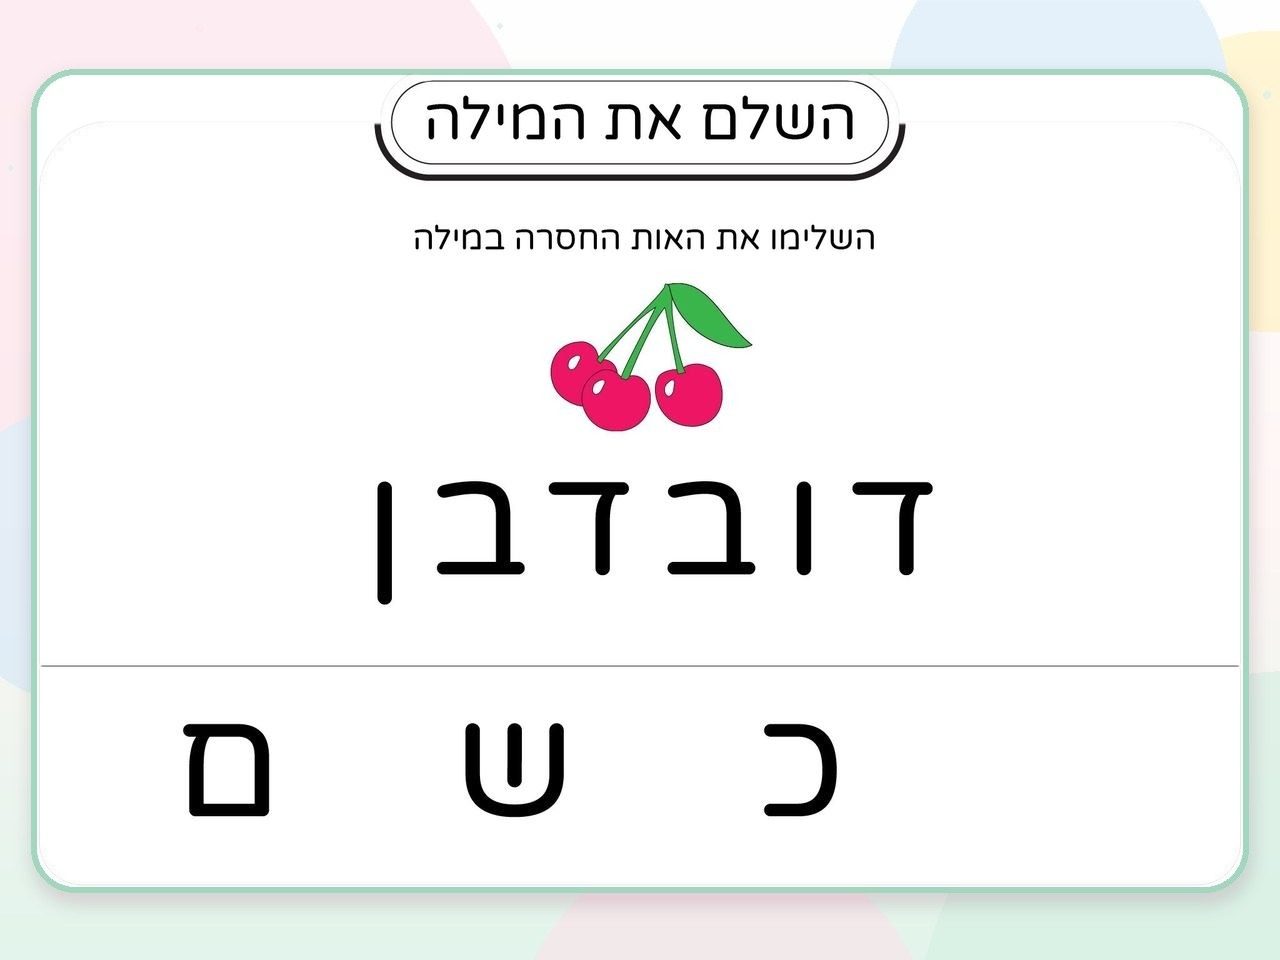 השלם את המילה
השלימו את האות החסרה במילה
דובדבן
כ ש ם